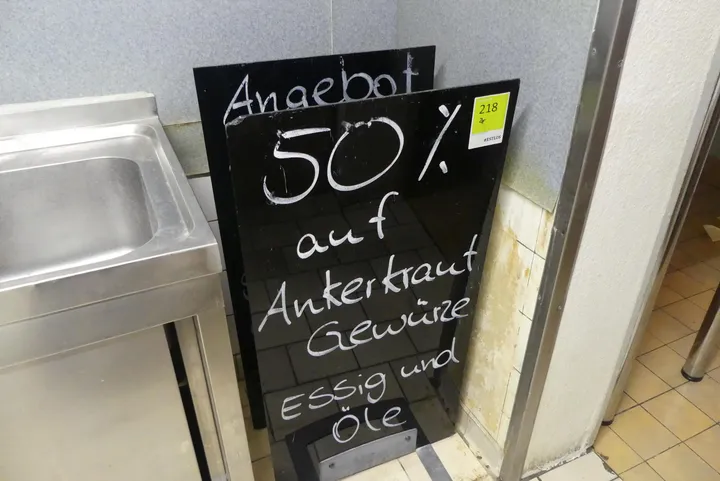 Angebot
50%
auf
Ankerkraut
Gewürze
Essig und
Öle
218